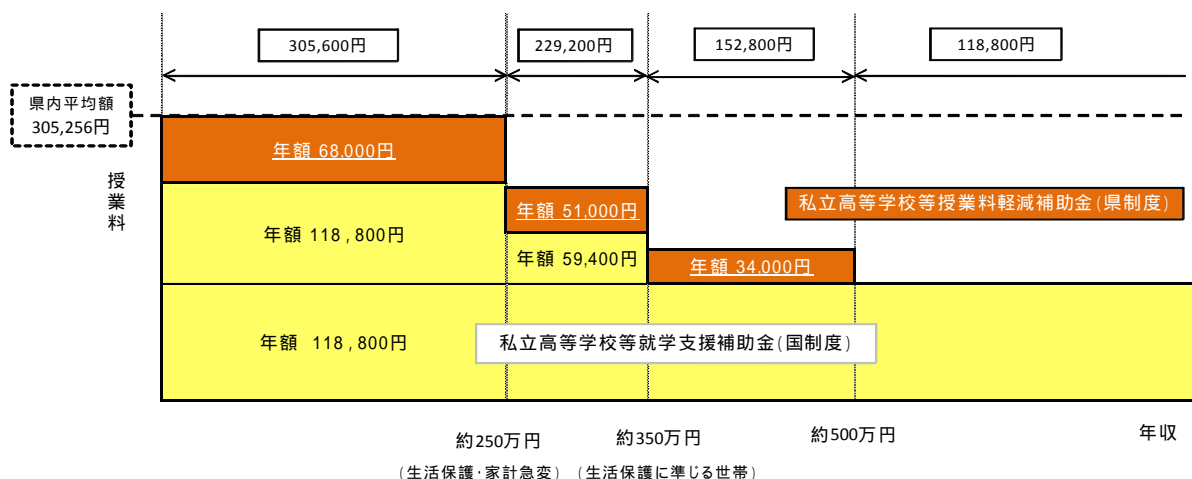 305,600円
229,200円
152,800円
118,800円
県内平均額
305,256円
授業料
年額 68,000円
年額 118,800円
年額 51,000円
年額 59,400円
年額 34,000円
私立高等学校等授業料軽減補助金(県制度)
年額 118,800円
私立高等学校等就学支援補助金(国制度)
約250万円
約350万円
約500万円
年収
(生活保護・家計急変)
(生活保護に準じる世帯)